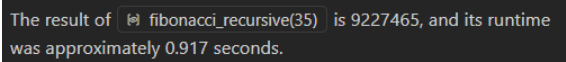 The result of fibonacci_recursive(35) is 9227465, and its runtime
was approximately 0.917 seconds.